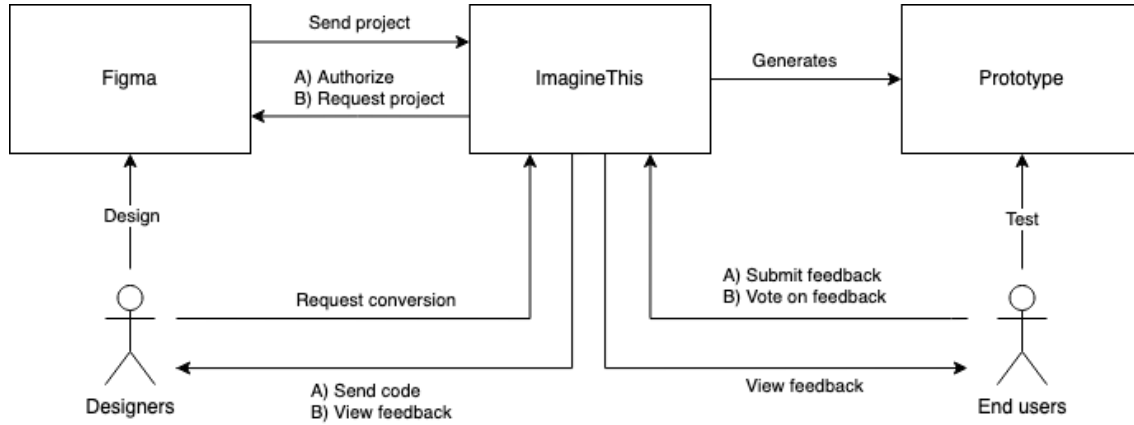 Send project
Figma
A) Authorize
B) Request project
ImagineThis
Generates
Prototype
Design
Test
Request conversion
A) Submit feedback
B) Vote on feedback
A) Send code
B) View feedback
View feedback
Designers
End users